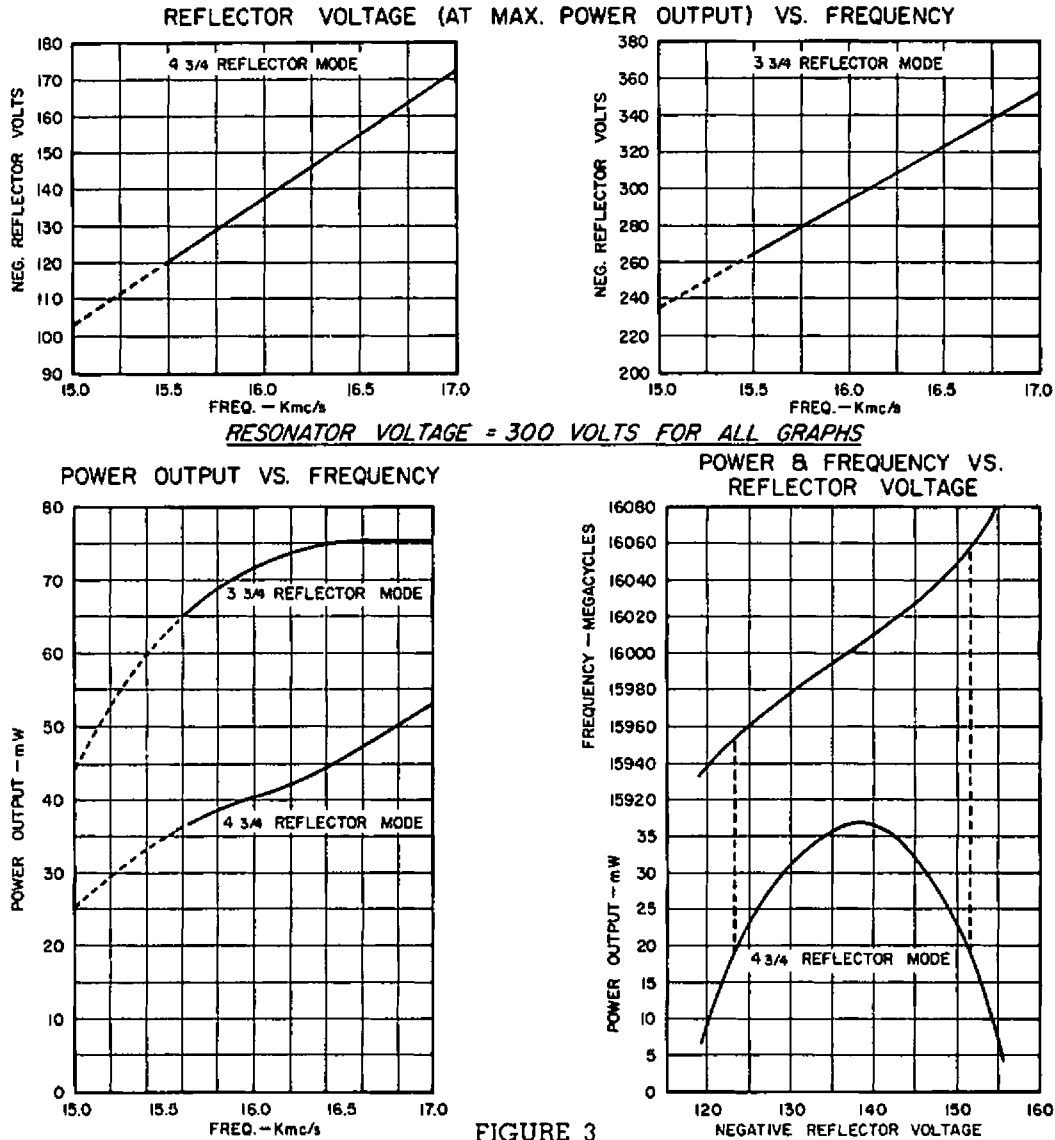 REFLECTOR VOLTAGE (AT MAX. POWER OUTPUT) VS. FREQUENCY
4 3/4 REFLECTOR MODE
NEG. REFLECTOR VOLTS
180
170
160
150
140
130
120
110
100
90
15.0 15.5 16.0 16.5 17.0
FREQ. — Kmc/s
3 3/4 REFLECTOR MODE
NEG. REFLECTOR VOLTS
380
360
340
320
300
280
260
240
220
200
15.0 15.5 16.0 16.5 17.0
FREQ. — Kmc/s
RESONATOR VOLTAGE = 300 VOLTS FOR ALL GRAPHS
POWER OUTPUT VS. FREQUENCY
80
70
60
50
40
30
20
10
0
POWER OUTPUT — mW
3 3/4 REFLECTOR MODE
4 3/4 REFLECTOR MODE
15.0 15.5 16.0 16.5 17.0
FREQ. — Kmc/s
POWER & FREQUENCY VS.
REFLECTOR VOLTAGE
FREQUENCY — MEGACYCLES
16080
16060
16040
16020
16000
15980
15960
15940
15920
POWER OUTPUT — mW
35
30
25
20
15
10
5
0
4 3/4 REFLECTOR MODE
120 130 140 150 160
NEGATIVE REFLECTOR VOLTAGE
FIGURE 3